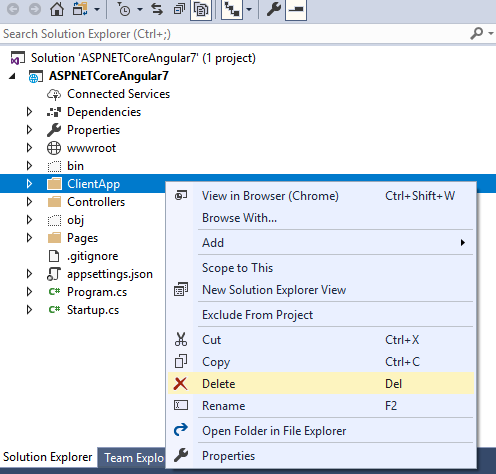 Search Solution Explorer (Ctrl+;)
Solution 'ASPNETCoreAngular7' (1 project)
ASPNETCoreAngular7
Connected Services
Dependencies
Properties
wwwroot
bin
ClientApp
Controllers
obj
Pages
.gitignore
appsettings.json
C# Program.cs
C# Startup.cs
View in Browser (Chrome) Ctrl+Shift+W
Browse With...
Add
Scope to This
New Solution Explorer View
Exclude From Project
Cut Ctrl+X
Copy Ctrl+C
Delete Del
Rename F2
Open Folder in File Explorer
Properties
Solution Explorer Team Explo